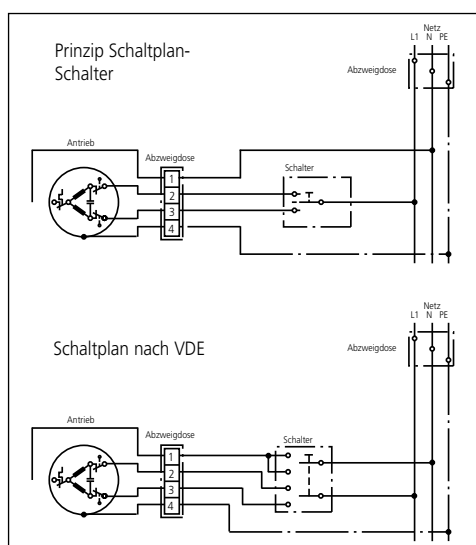 Prinzip Schaltplan-
Schalter
Netz
L1 N PE
Abzweigdose
Antrieb
Abzweigdose
Schalter
1
2
3
4
Netz
L1 N PE
Schaltplan nach VDE
Abzweigdose
Antrieb
Abzweigdose
Schalter
1
2
3
4